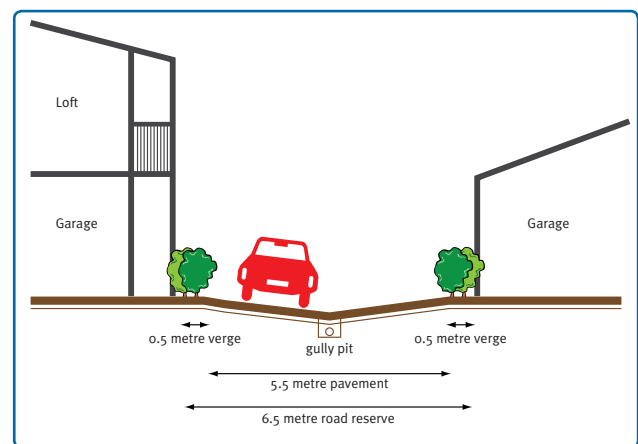 Loft
Garage
Garage
0.5 metre verge
gully pit
0.5 metre verge
5.5 metre pavement
6.5 metre road reserve